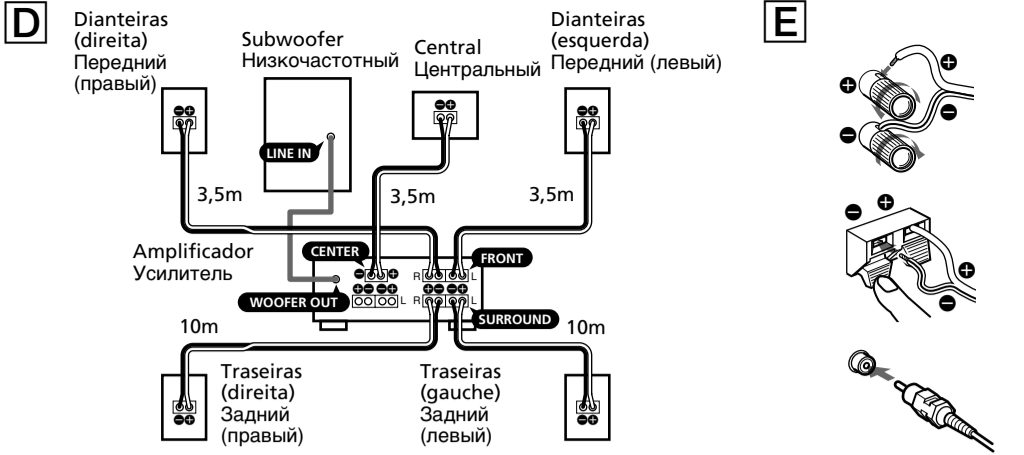 D
Dianteiras
(direita)
Передний
(правый)
Subwoofer
Низкочастотный
Central
Центральный
Dianteiras
(esquerda)
Передний (левый)
LINE IN
3,5m
3,5m
3,5m
Amplificador
Усилитель
CENTER
FRONT
R
L
WOOFER OUT
L
R
L
SURROUND
10m
10m
Traseiras
(direita)
Задний
(правый)
Traseiras
(gauche)
Задний
(левый)
E